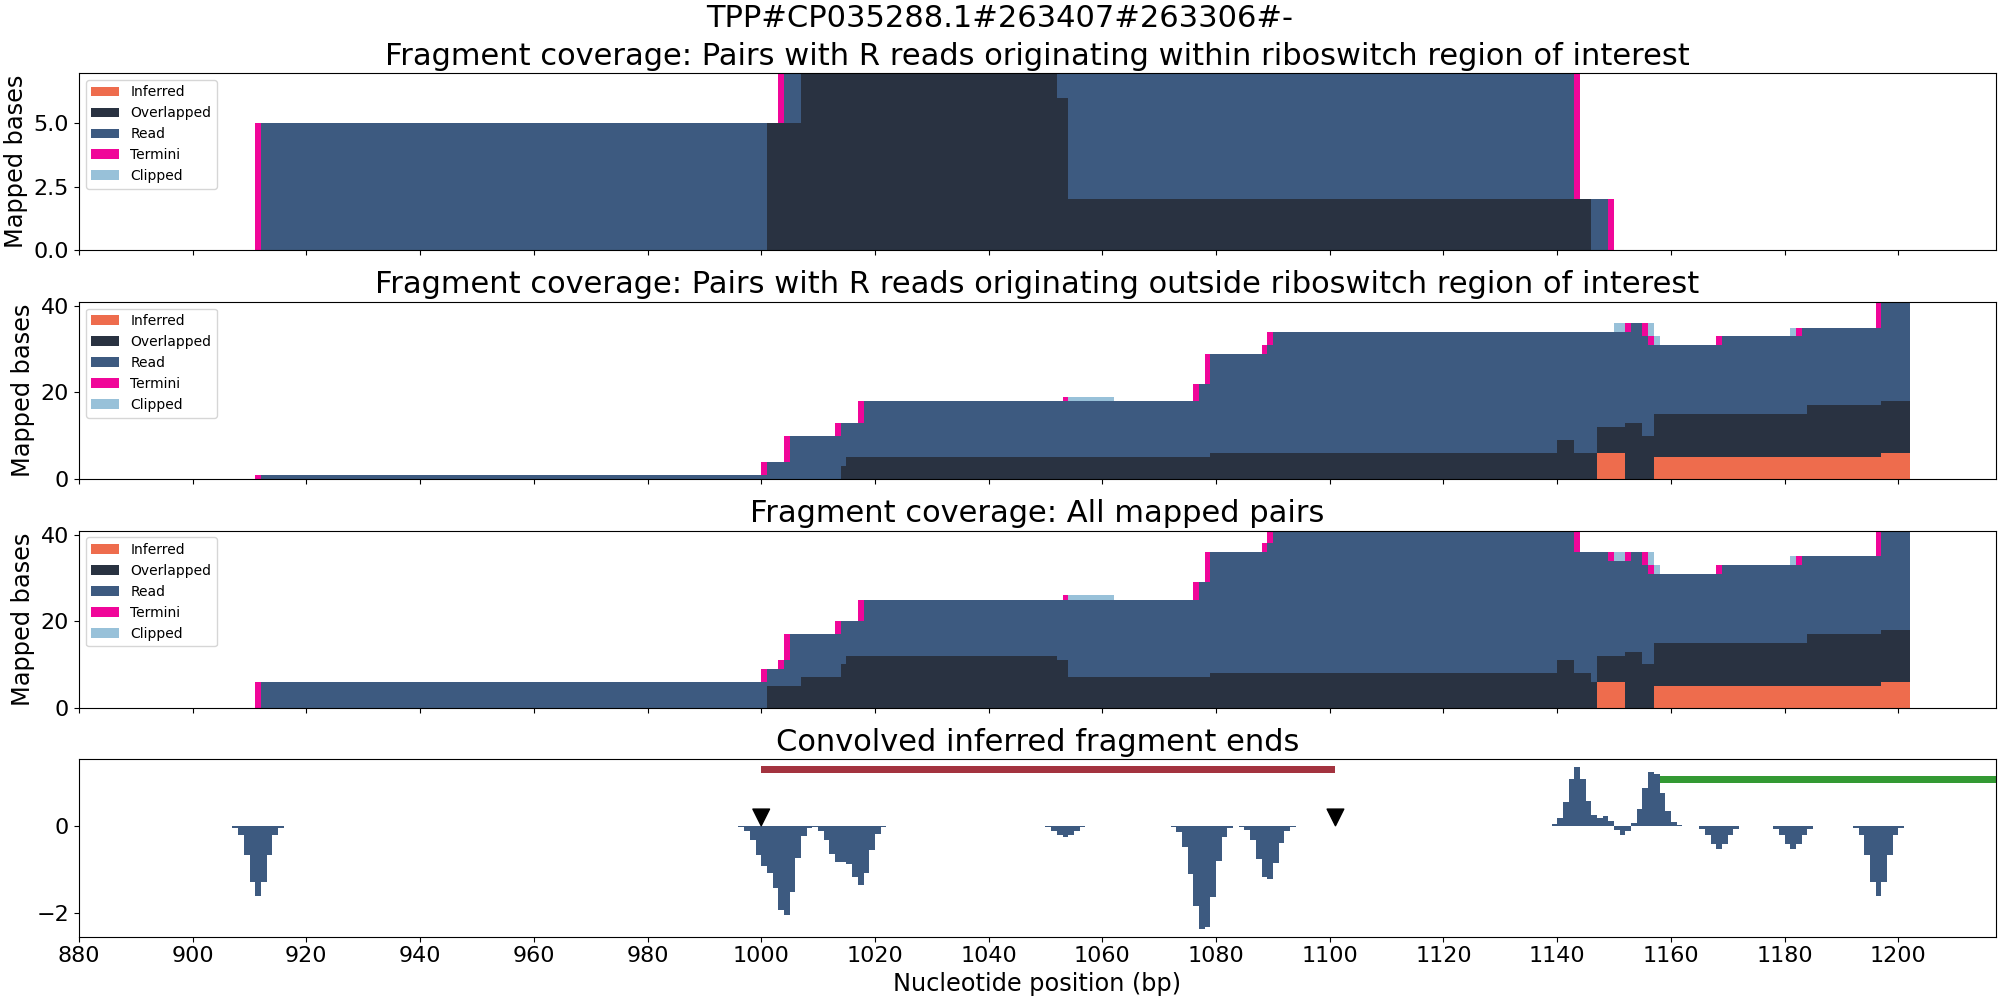 TPP#CP035288.1#263407#263306#-
Fragment coverage: Pairs with R reads originating within riboswitch region of interest
Mapped bases
5.0
2.5
0.0
Inferred
Overlapped
Read
Termini
Clipped
Fragment coverage: Pairs with R reads originating outside riboswitch region of interest
Mapped bases
40
20
0
Inferred
Overlapped
Read
Termini
Clipped
Fragment coverage: All mapped pairs
Mapped bases
40
20
0
Inferred
Overlapped
Read
Termini
Clipped
Convolved inferred fragment ends
0
−2
880 900 920 940 960 980 1000 1020 1040 1060 1080 1100 1120 1140 1160 1180 1200
Nucleotide position (bp)